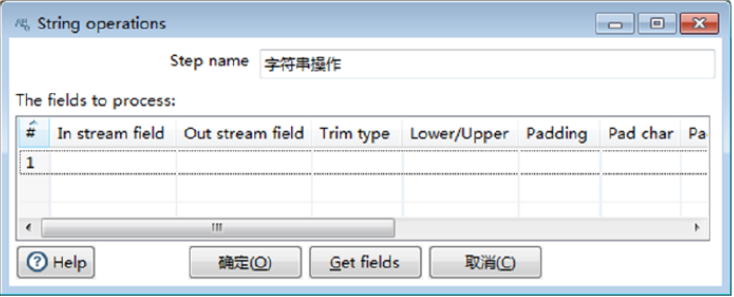 String operations
Step name 字符串操作
The fields to process:
# In stream field Out stream field Trim type Lower/Upper Padding Pad char Pa
1
Help 确定(O) Get fields 取消(C)